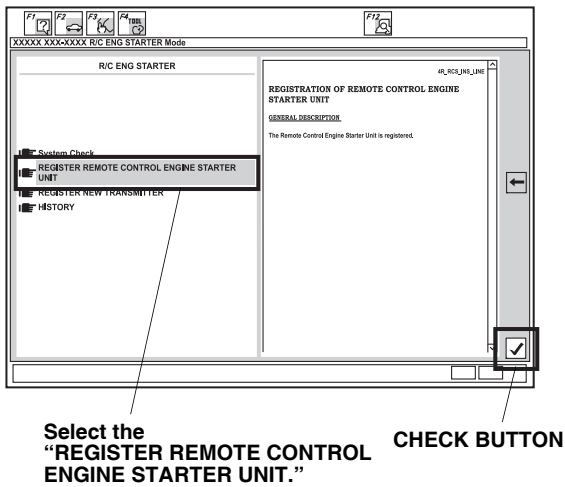 F1
F2
F3
F4 TOOL
F12
XXXXX XXX-XXXX R/C ENG STARTER Mode
R/C ENG STARTER
System Check
REGISTER REMOTE CONTROL ENGINE STARTER
UNIT
REGISTER NEW TRANSMITTER
HISTORY
4R_RCS_INS_LINE
REGISTRATION OF REMOTE CONTROL ENGINE
STARTER UNIT
GENERAL DESCRIPTION
The Remote Control Engine Starter Unit is registered.
Select the
“REGISTER REMOTE CONTROL
ENGINE STARTER UNIT.”
CHECK BUTTON